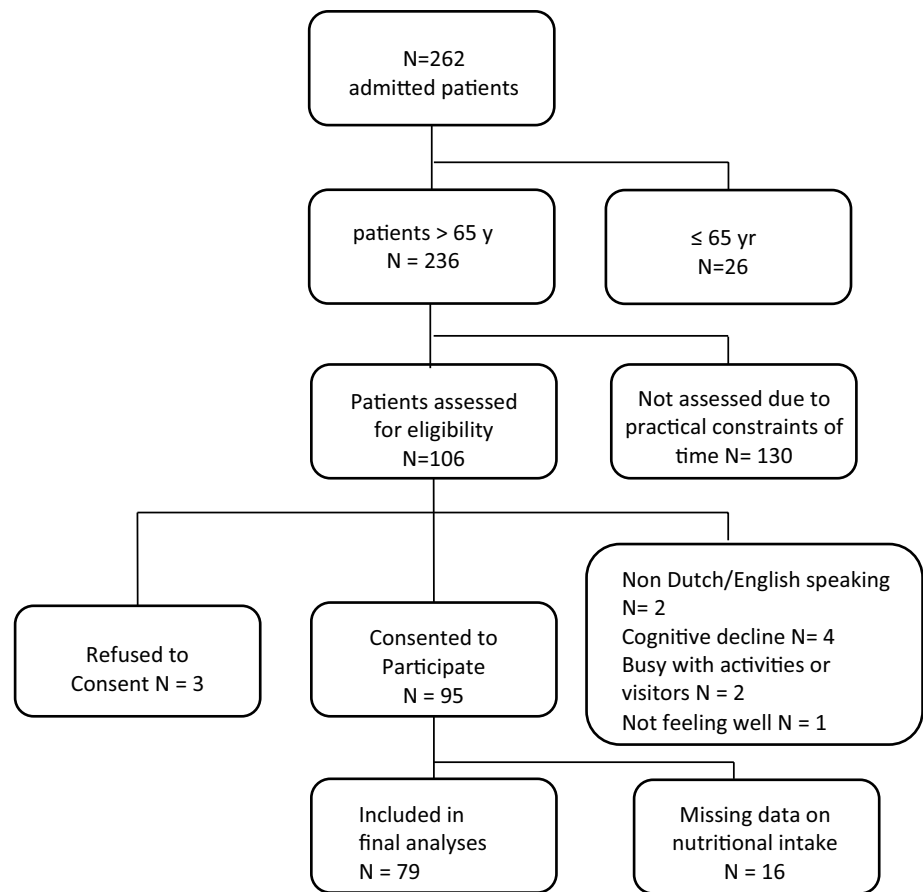 N=262
admitted patients
patients > 65 y
N = 236
≤ 65 yr
N=26
Patients assessed
for eligibility
N=106
Not assessed due to
practical constraints of
time N= 130
Refused to
Consent N = 3
Consented to
Participate
N = 95
Non Dutch/English speaking
N= 2
Cognitive decline N= 4
Busy with activities or
visitors N = 2
Not feeling well N = 1
Included in
final analyses
N = 79
Missing data on
nutritional intake
N = 16